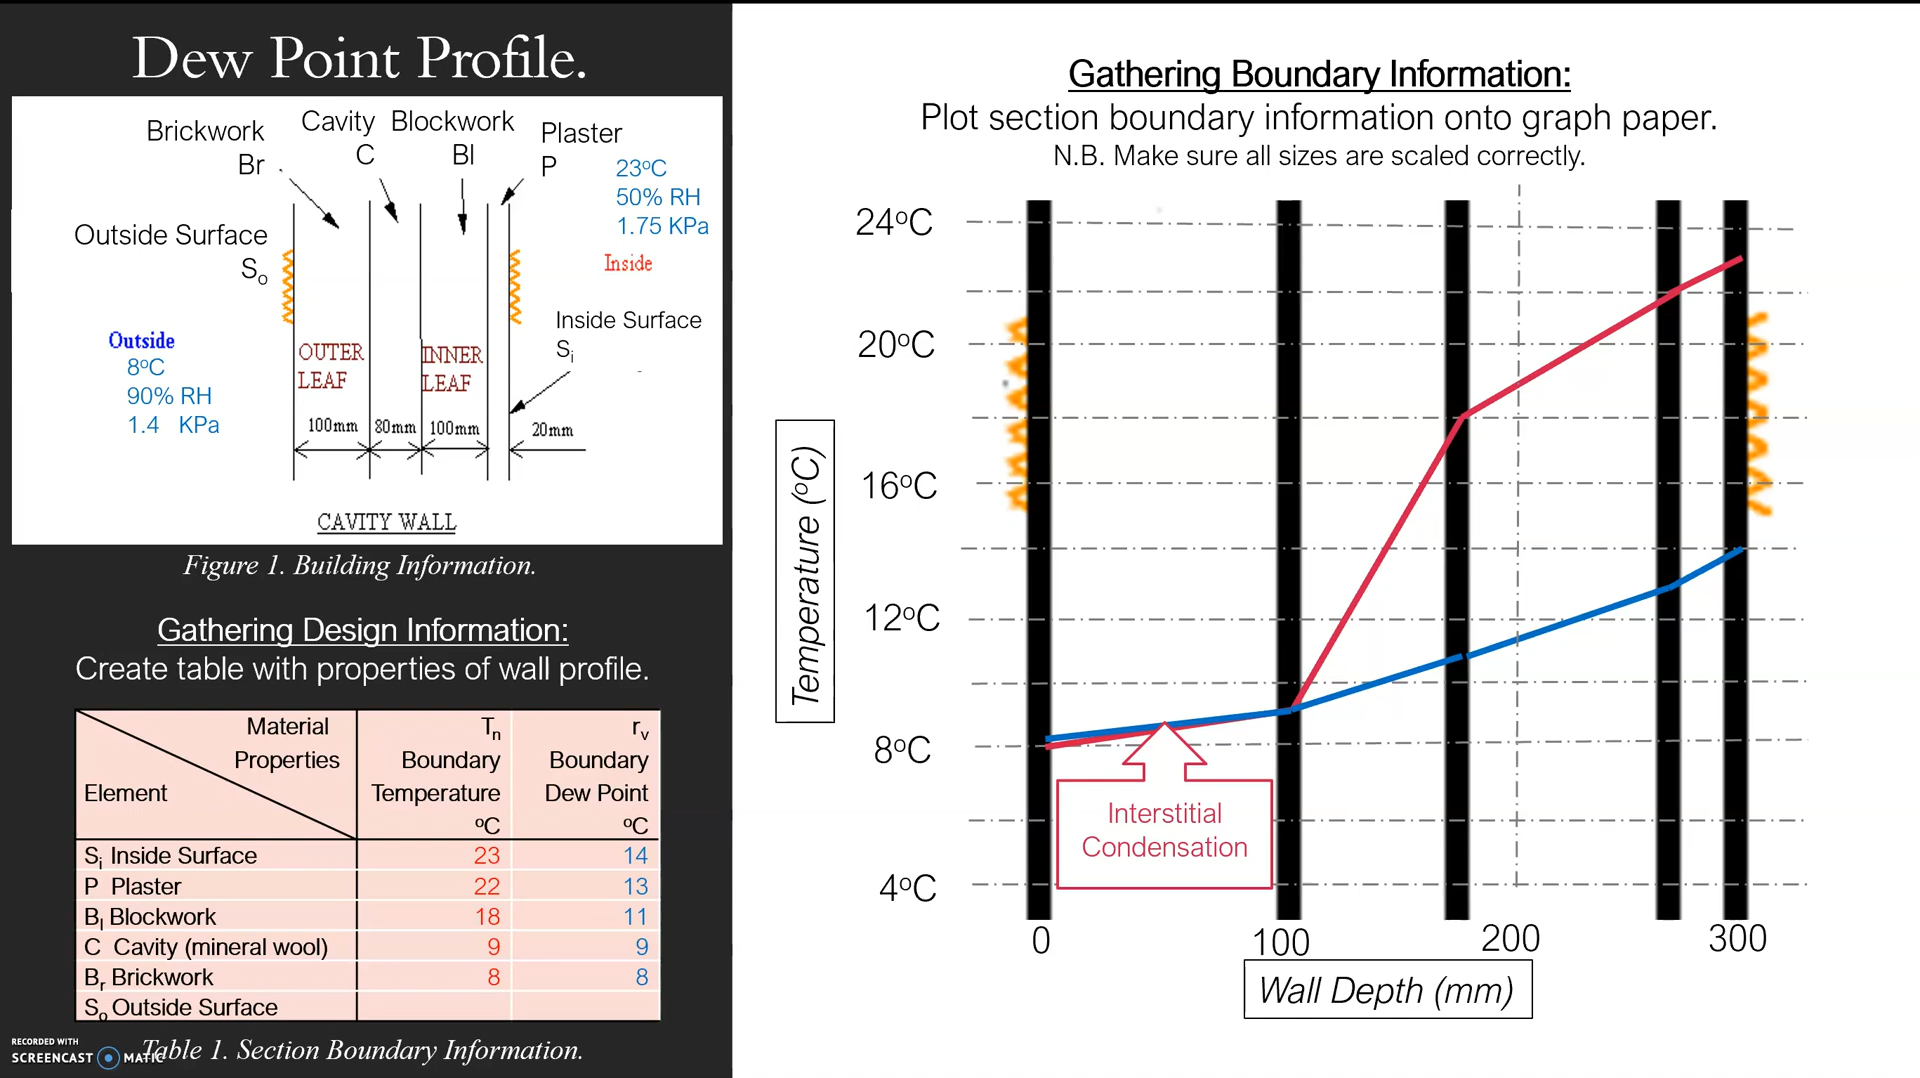 Dew Point Profile.
Brickwork
Br
Cavity
C
Blockwork
Bl
Plaster
P
23ºC
50% RH
1.75 KPa
Inside
Outside Surface
So
Inside Surface
Si
Outside
8ºC
90% RH
1.4 KPa
OUTER
LEAF
INNER
LEAF
100mm
80mm
100mm
20mm
CAVITY WALL
Figure 1. Building Information.
Gathering Design Information:
Create table with properties of wall profile.
Material
Properties
Element
Tn
Boundary
Temperature
ºC
rv
Boundary
Dew Point
ºC
Si Inside Surface 23 14
P Plaster 22 13
Bl Blockwork 18 11
C Cavity (mineral wool) 9 9
Br Brickwork 8 8
So Outside Surface
Table 1. Section Boundary Information.
RECORDED WITH
SCREENCAST MATIC
Gathering Boundary Information:
Plot section boundary information onto graph paper.
N.B. Make sure all sizes are scaled correctly.
24ºC
20ºC
16ºC
12ºC
8ºC
4ºC
Temperature (ºC)
Interstitial
Condensation
0 100 200 300
Wall Depth (mm)